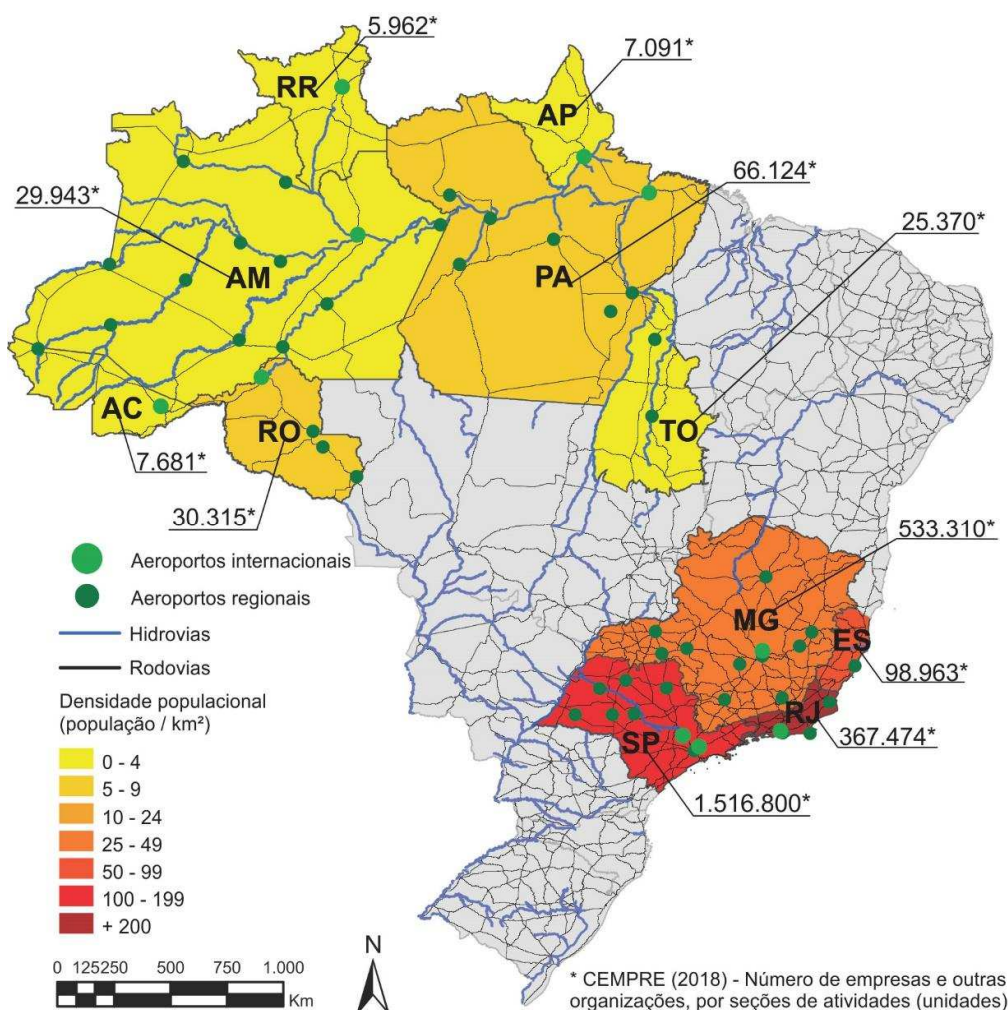 5.962*
RR
7.091*
AP
66.124*
29.943*
25.370*
AM
PA
AC
RO
TO
7.681*
30.315*
533.310*
MG
ES
98.963*
RJ
367.474*
SP
1.516.800*
Aeroportos internacionais
Aeroportos regionais
Hidrovias
Rodovias
Densidade populacional
(população / km²)
0 - 4
5 - 9
10 - 24
25 - 49
50 - 99
100 - 199
+ 200
0 125250 500 750 1.000
Km
N
* CEMPRE (2018) - Número de empresas e outras
organizações, por seções de atividades (unidades)